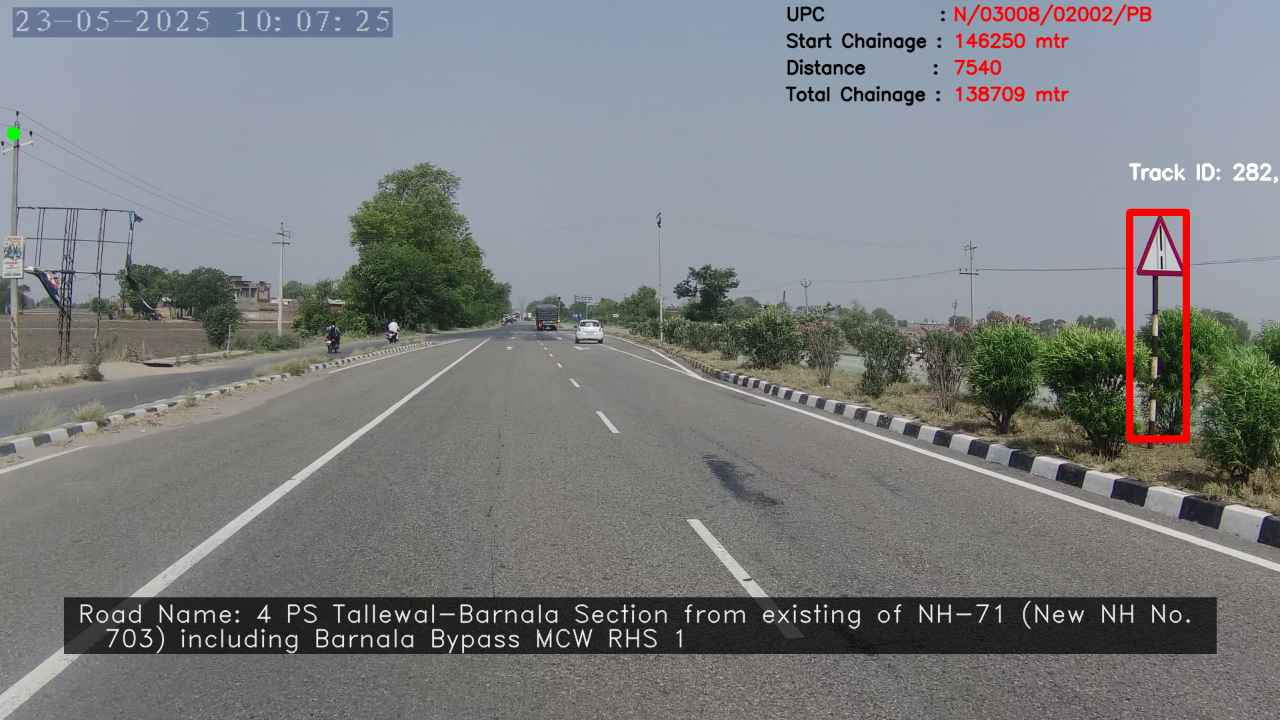 23-05-2025 10:07:25
UPC : N/03008/02002/PB
Start Chainage : 146250 mtr
Distance : 7540
Total Chainage : 138709 mtr
Track ID: 282,
Road Name: 4 PS Tallewal-Barnala Section from existing of NH-71 (New NH No.
703) including Barnala Bypass MCW RHS 1